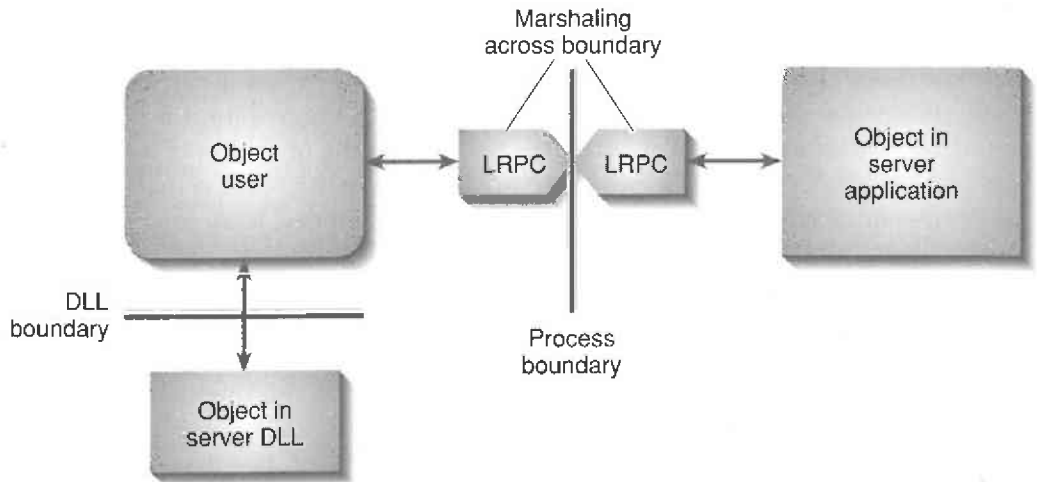 Marshaling
across boundary
Object
user
LRPC
LRPC
Object in
server
application
DLL
boundary
Process
boundary
Object in
server DLL